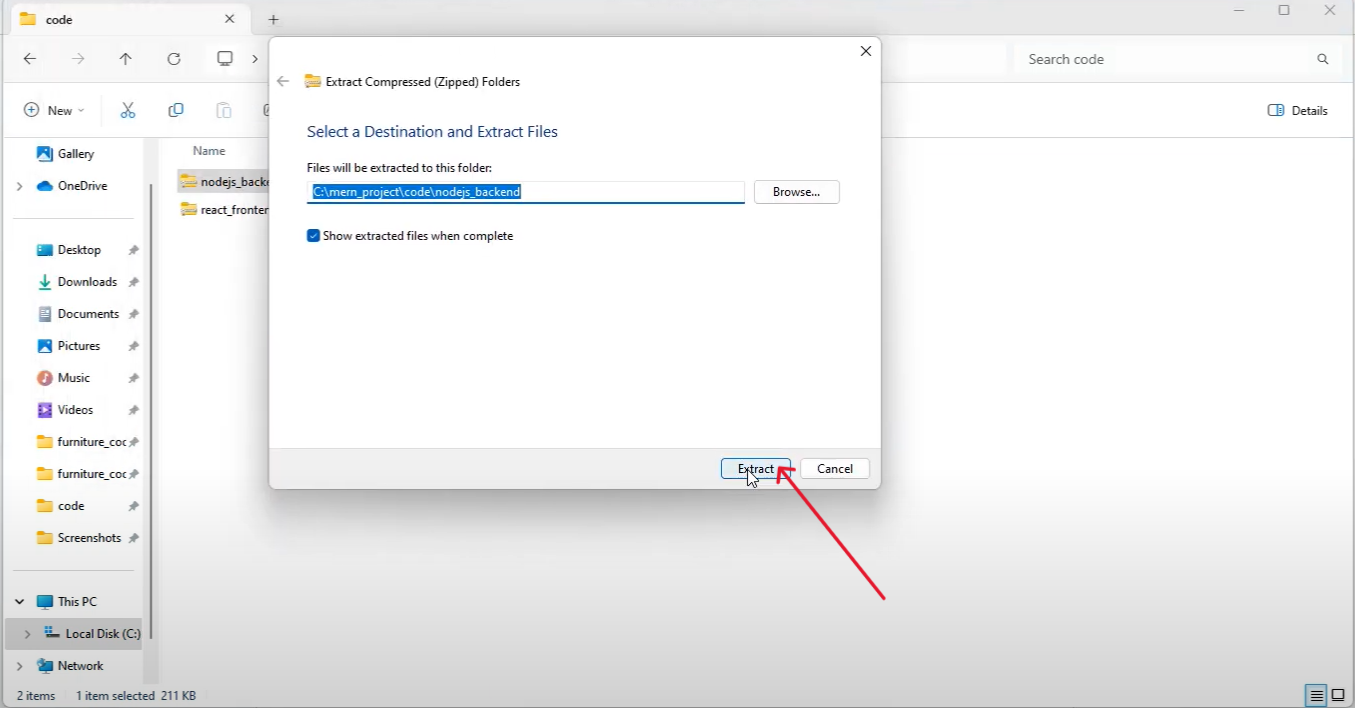 code
Search code
New
Details
Extract Compressed (Zipped) Folders
Select a Destination and Extract Files
Files will be extracted to this folder:
C:\mern_project\code\nodejs_backend
Browse...
Show extracted files when complete
Extract
Cancel
Name
nodejs_backe
react_fronter
Gallery
OneDrive
Desktop
Downloads
Documents
Pictures
Music
Videos
furniture_coc
furniture_coc
code
Screenshots
This PC
Local Disk (C:)
Network
2 items 1 item selected 211 KB